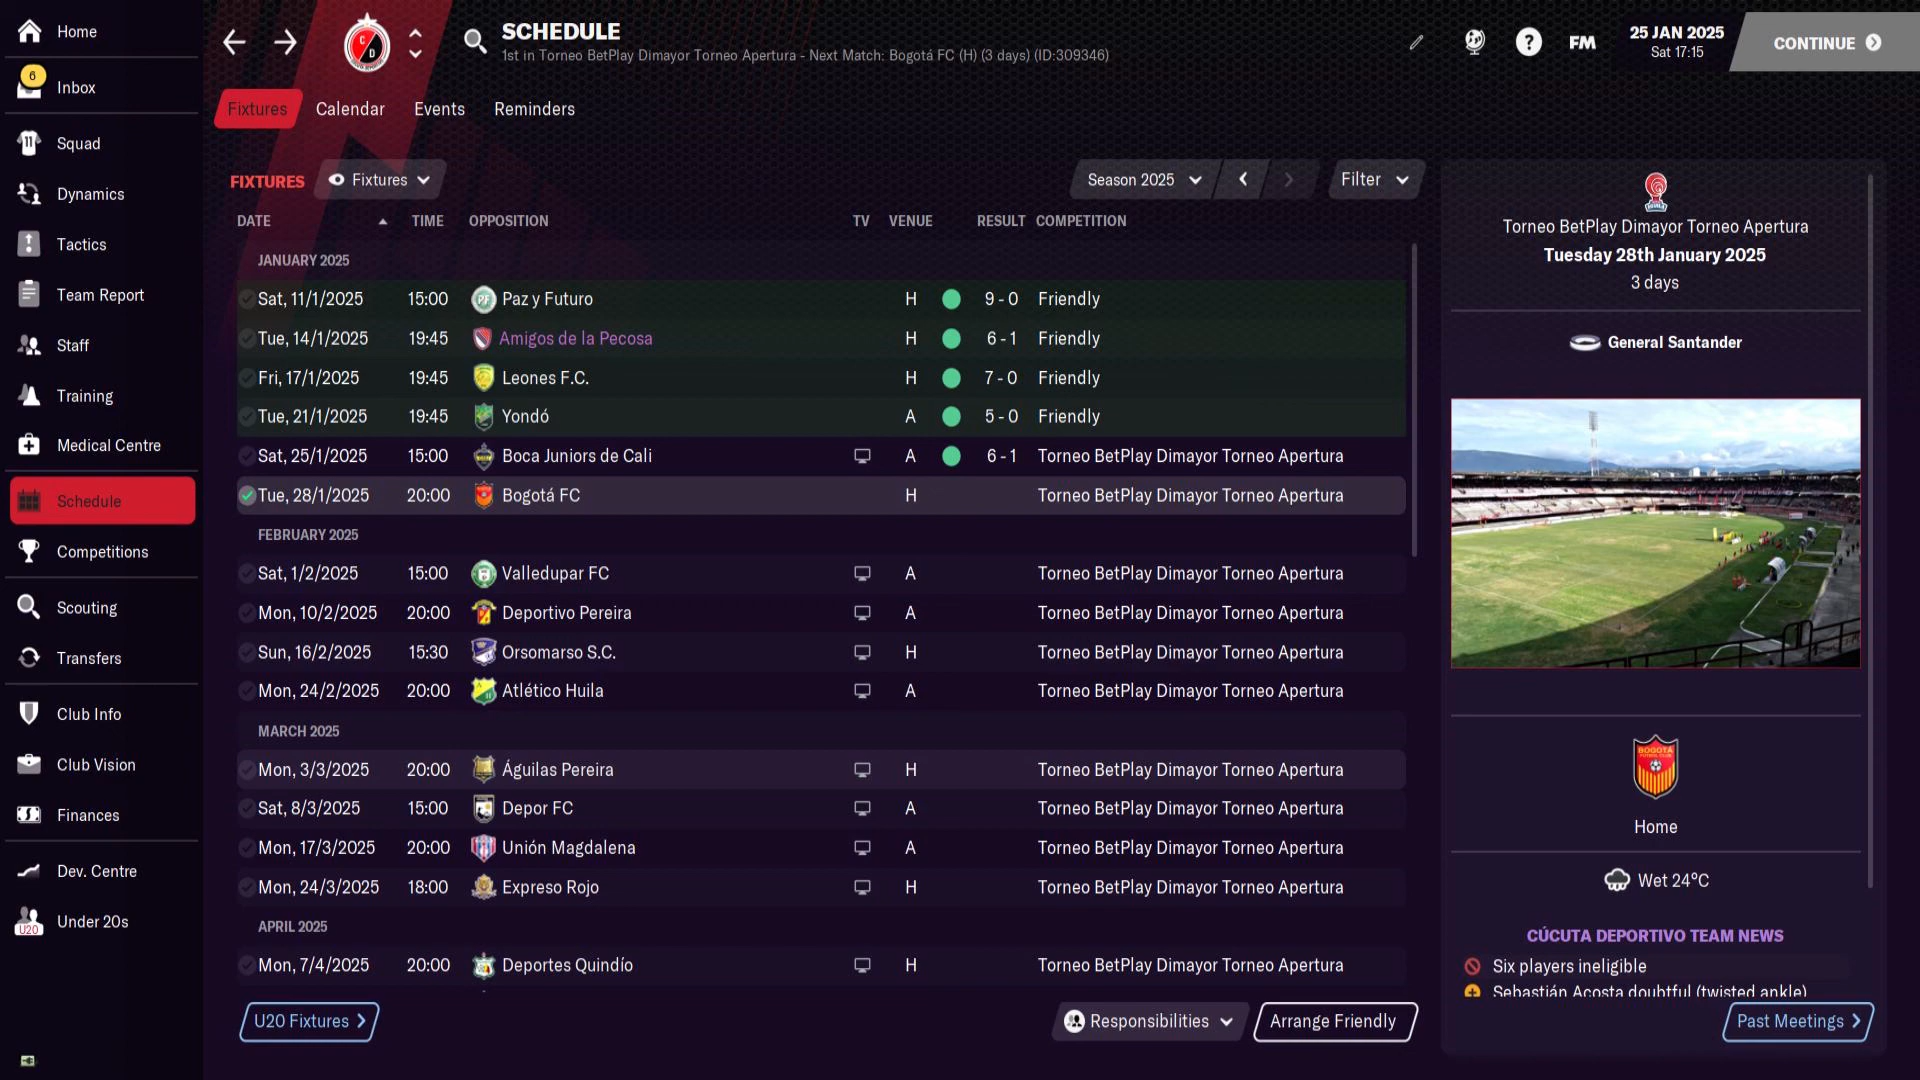 Home
6
Inbox
Squad
Dynamics
Tactics
Team Report
Staff
Training
Medical Centre
Schedule
Competitions
Scouting
Transfers
Club Info
Club Vision
Finances
Dev. Centre
U20
Under 20s
SCHEDULE
1st in Torneo BetPlay Dimayor Torneo Apertura - Next Match: Bogotá FC (H) (3 days) (ID:309346)
FM
25 JAN 2025
Sat 17:15
CONTINUE
Fixtures
Calendar
Events
Reminders
FIXTURES
Fixtures
Season 2025
Filter
DATE TIME OPPOSITION TV VENUE RESULT COMPETITION
JANUARY 2025
Sat, 11/1/2025 15:00 Paz y Futuro H 9 - 0 Friendly
Tue, 14/1/2025 19:45 Amigos de la Pecosa H 6 - 1 Friendly
Fri, 17/1/2025 19:45 Leones F.C. H 7 - 0 Friendly
Tue, 21/1/2025 19:45 Yondó A 5 - 0 Friendly
Sat, 25/1/2025 15:00 Boca Juniors de Cali A 6 - 1 Torneo BetPlay Dimayor Torneo Apertura
Tue, 28/1/2025 20:00 Bogotá FC H Torneo BetPlay Dimayor Torneo Apertura
FEBRUARY 2025
Sat, 1/2/2025 15:00 Valledupar FC A Torneo BetPlay Dimayor Torneo Apertura
Mon, 10/2/2025 20:00 Deportivo Pereira A Torneo BetPlay Dimayor Torneo Apertura
Sun, 16/2/2025 15:30 Orsomarso S.C. H Torneo BetPlay Dimayor Torneo Apertura
Mon, 24/2/2025 20:00 Atlético Huila A Torneo BetPlay Dimayor Torneo Apertura
MARCH 2025
Mon, 3/3/2025 20:00 Águilas Pereira H Torneo BetPlay Dimayor Torneo Apertura
Sat, 8/3/2025 15:00 Depor FC A Torneo BetPlay Dimayor Torneo Apertura
Mon, 17/3/2025 20:00 Unión Magdalena A Torneo BetPlay Dimayor Torneo Apertura
Mon, 24/3/2025 18:00 Expreso Rojo H Torneo BetPlay Dimayor Torneo Apertura
APRIL 2025
Mon, 7/4/2025 20:00 Deportes Quindío H Torneo BetPlay Dimayor Torneo Apertura
U20 Fixtures
Responsibilities
Arrange Friendly
Torneo BetPlay Dimayor Torneo Apertura
Tuesday 28th January 2025
3 days
General Santander
BOGOTÁ
Home
Wet 24°C
CÚCUTA DEPORTIVO TEAM NEWS
Six players ineligible
Sebastián Acosta doubtful (twisted ankle)
Past Meetings